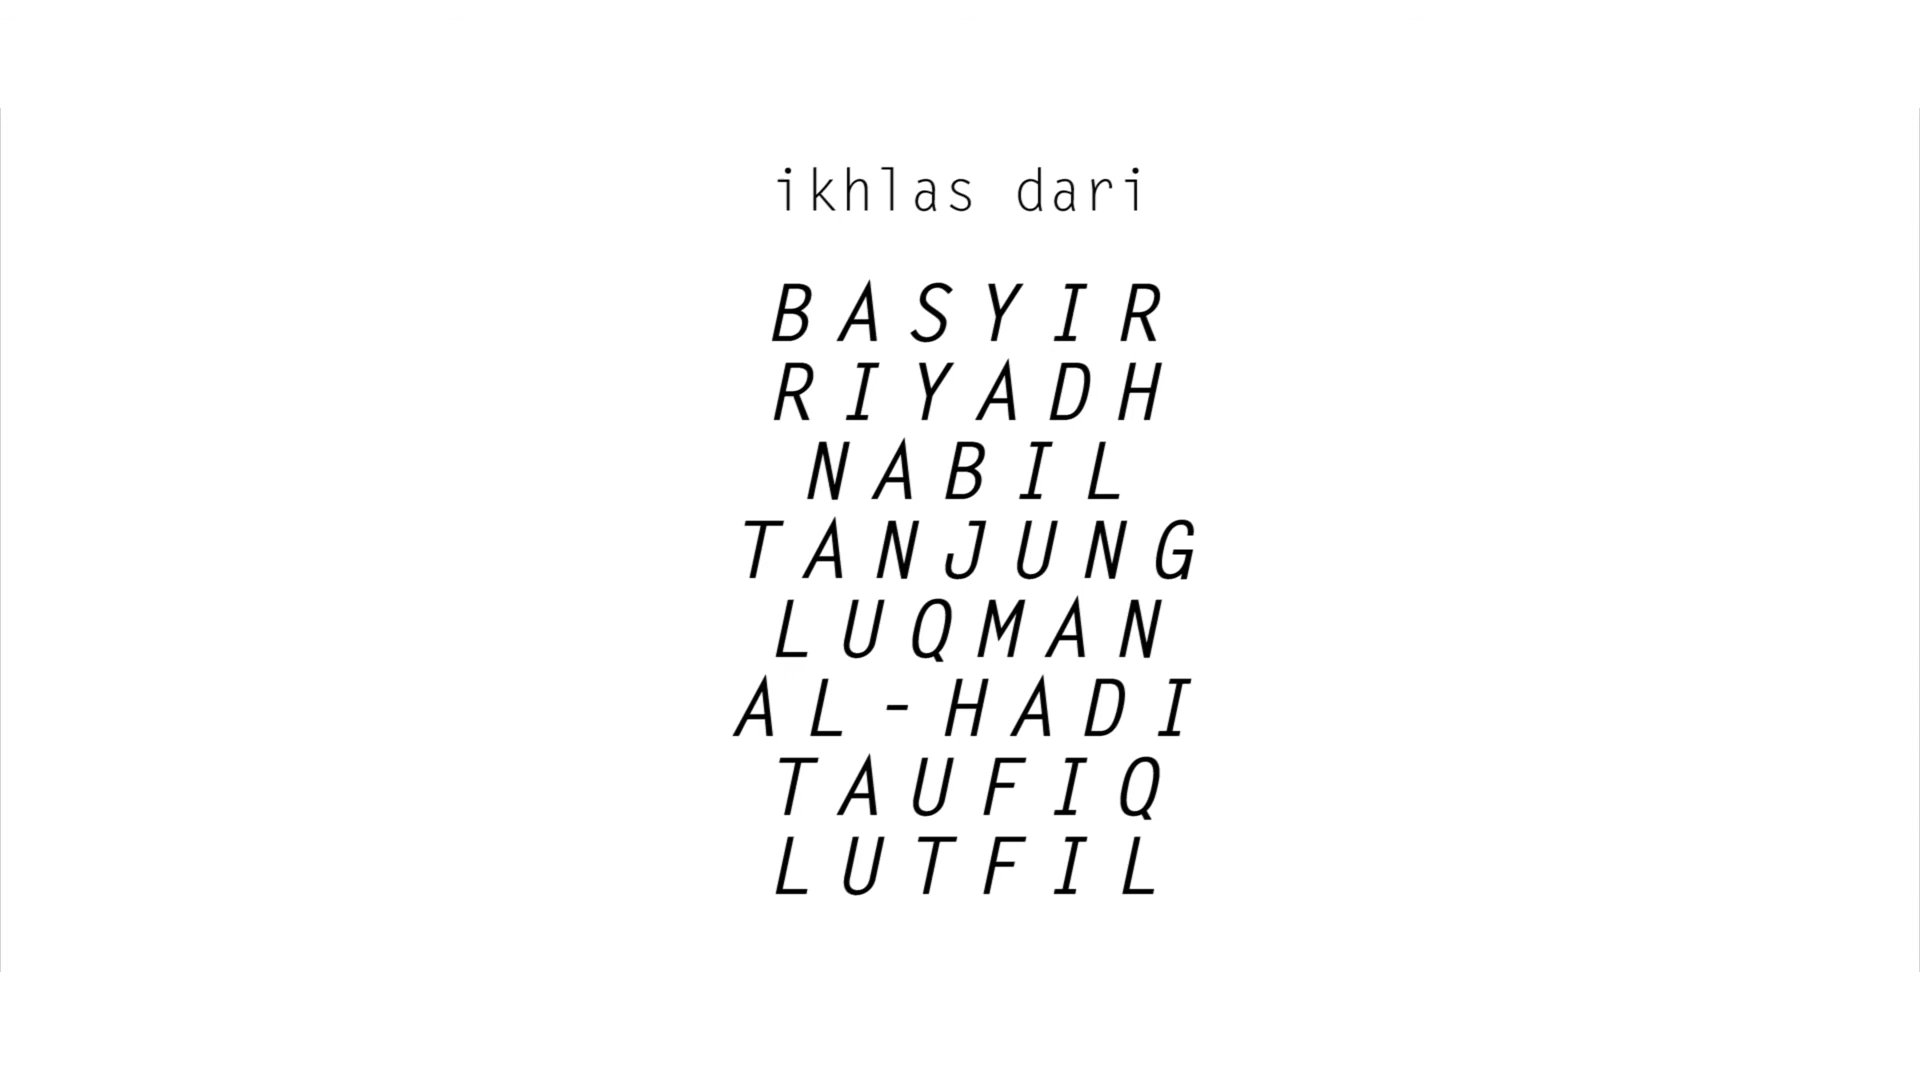 ikhlas dari
BASYIR
RIYADH
NABIL
TANJUNG
LUQMAN
AL-HADI
TAUFIQ
LUTFIL